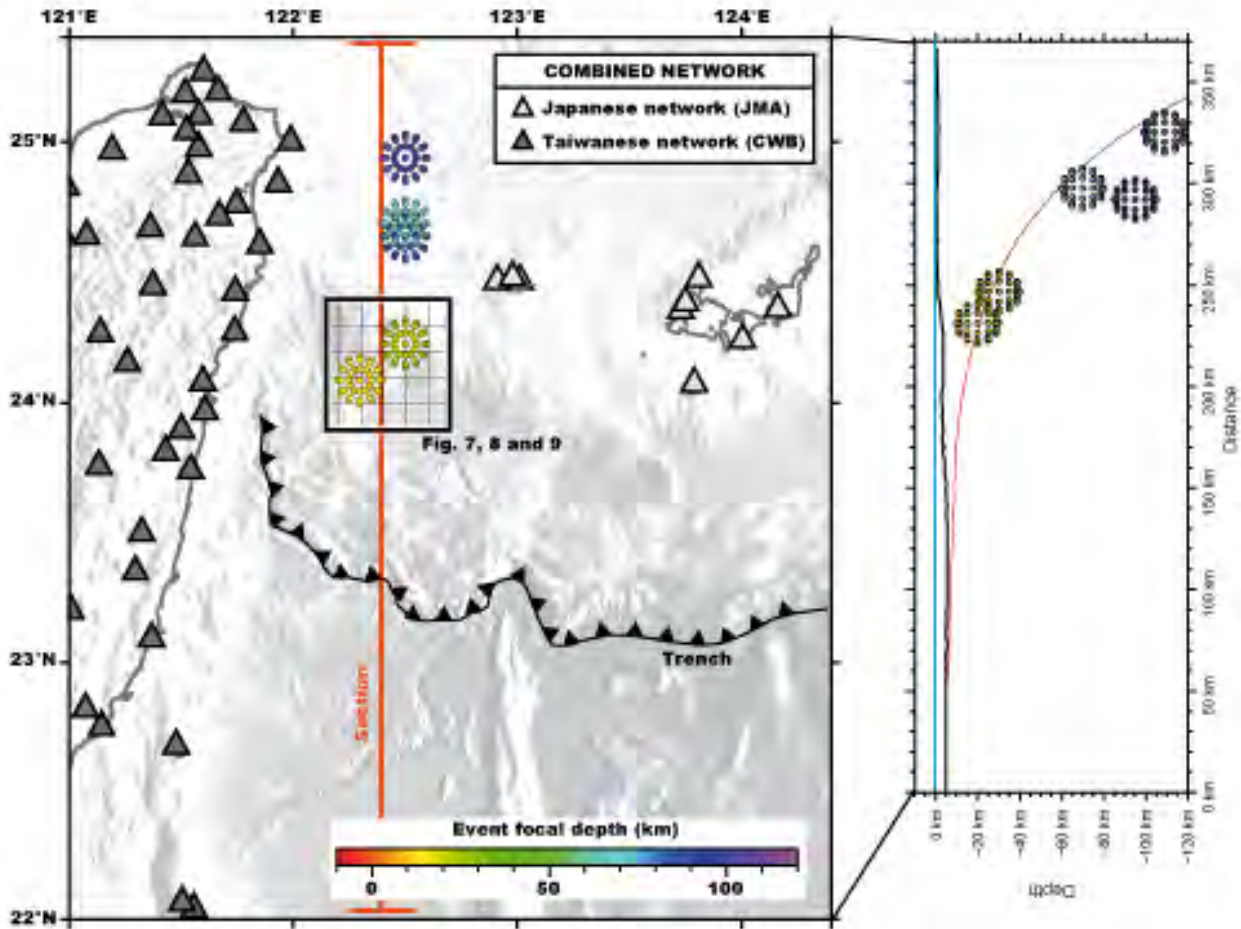 121°E 122°E 123°E 124°E
COMBINED NETWORK
Japanese network (JMA)
Taiwanese network (CWB)
25°N
24°N
23°N
22°N
Fig. 7, 8 and 9
Trench
Section
Event focal depth (km)
0 50 100
350 km
300 km
250 km
200 km
150 km
100 km
50 km
0 km
Distance
0 km
-20 km
-40 km
-60 km
-80 km
-100 km
-120 km
Depth